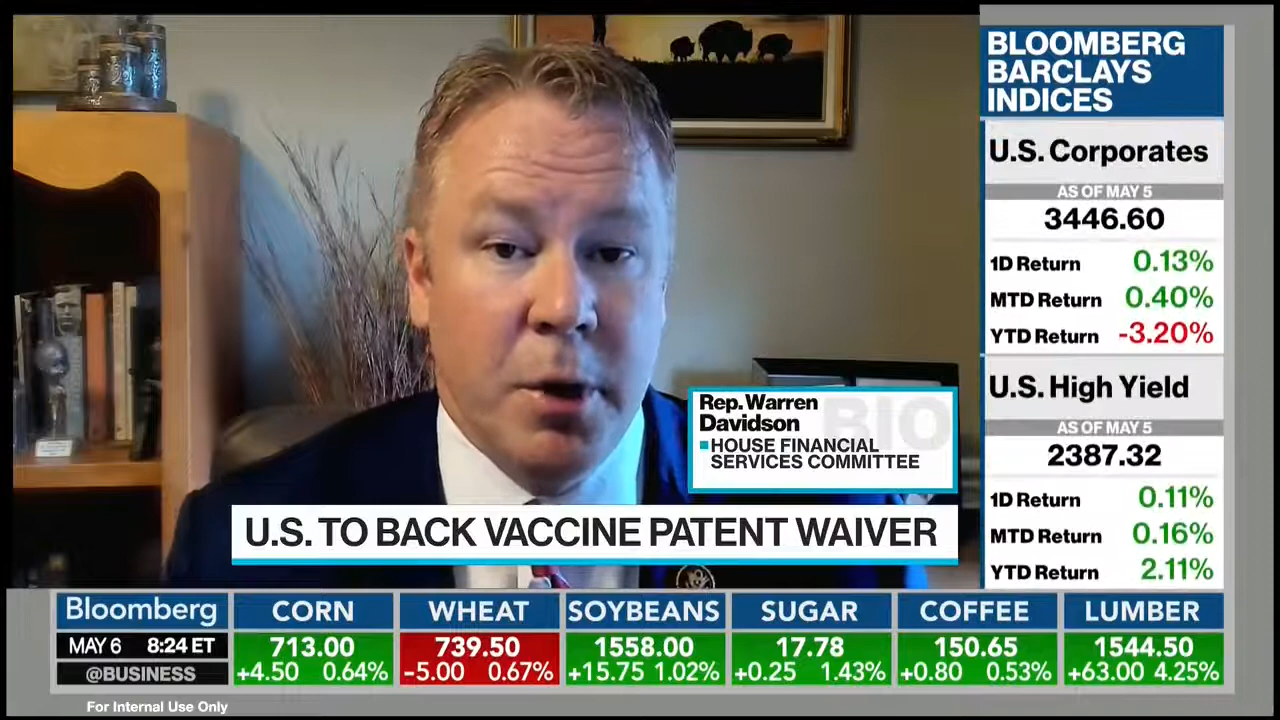 BLOOMBERG
BARCLAYS
INDICES
U.S. Corporates
AS OF MAY 5
3446.60
1D Return 0.13%
MTD Return 0.40%
YTD Return -3.20%
U.S. High Yield
AS OF MAY 5
2387.32
1D Return 0.11%
MTD Return 0.16%
YTD Return 2.11%
BIO
Rep. Warren
Davidson
HOUSE FINANCIAL
SERVICES COMMITTEE
U.S. TO BACK VACCINE PATENT WAIVER
Bloomberg CORN WHEAT SOYBEANS SUGAR COFFEE LUMBER
MAY 6 8:24 ET 713.00 739.50 1558.00 17.78 150.65 1544.50
@BUSINESS +4.50 0.64% -5.00 0.67% +15.75 1.02% +0.25 1.43% +0.80 0.53% +63.00 4.25%
For Internal Use Only